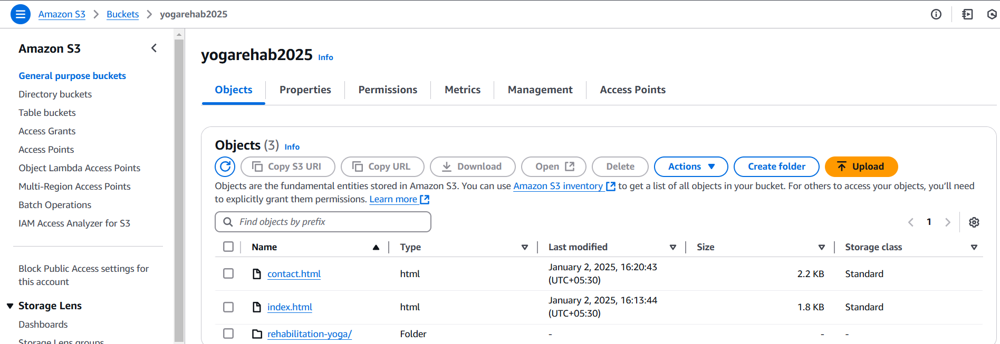 Amazon S3 > Buckets > yogarehab2025
Amazon S3
General purpose buckets
Directory buckets
Table buckets
Access Grants
Access Points
Object Lambda Access Points
Multi-Region Access Points
Batch Operations
IAM Access Analyzer for S3
Block Public Access settings for
this account
Storage Lens
Dashboards
Storage Lens groups
yogarehab2025 Info
Objects Properties Permissions Metrics Management Access Points
Objects (3) Info
Copy S3 URI Copy URL Download Open Delete Actions Create folder Upload
Objects are the fundamental entities stored in Amazon S3. You can use Amazon S3 inventory to get a list of all objects in your bucket. For others to access your objects, you’ll need
to explicitly grant them permissions. Learn more
Find objects by prefix 1
Name Type Last modified Size Storage class
contact.html html January 2, 2025, 16:20:43 2.2 KB Standard
(UTC+05:30)
index.html html January 2, 2025, 16:13:44 1.8 KB Standard
(UTC+05:30)
rehabilitation-yoga/ Folder - - -